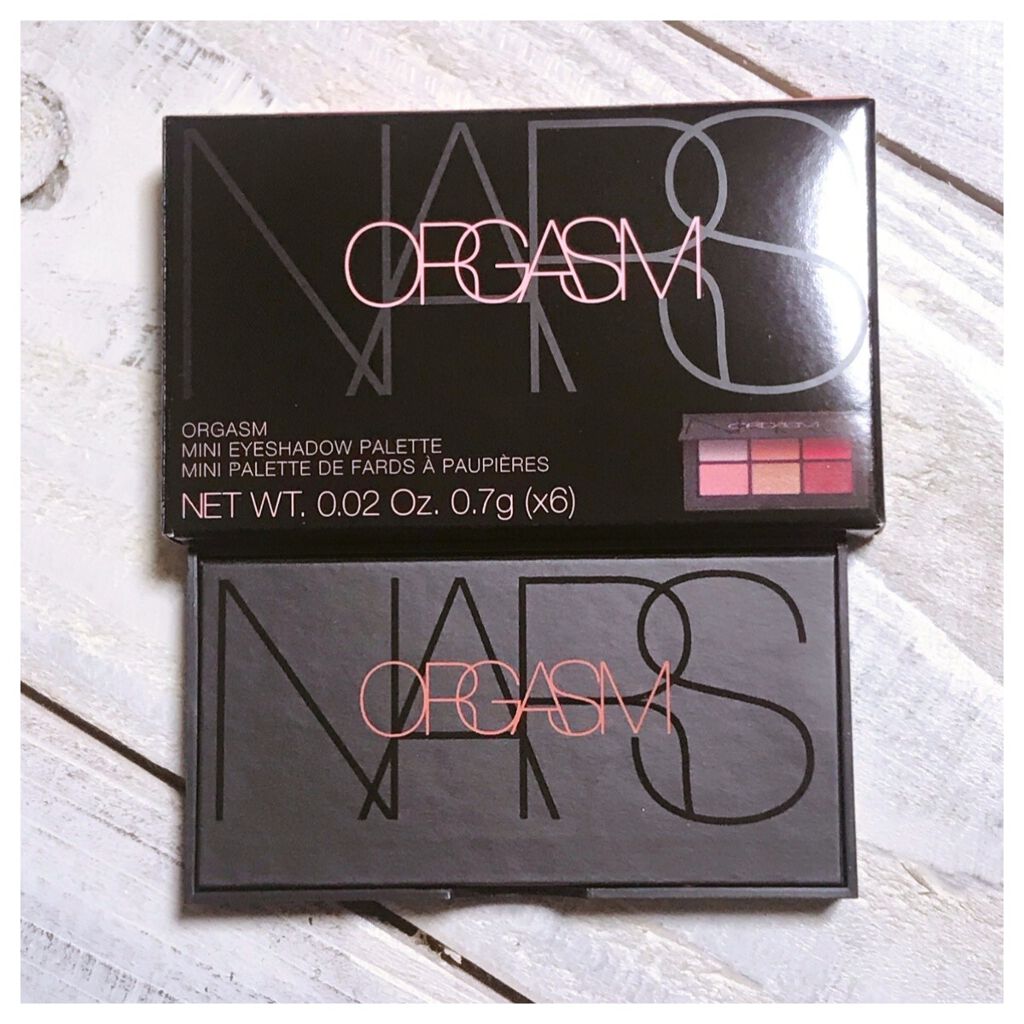 NARS
ORGASM
ORGASM
MINI EYESHADOW PALETTE
MINI PALETTE DE FARDS À PAUPIÈRES
NET WT. 0.02 Oz. 0.7g (x6)
ORGASM
NARS
ORGASM